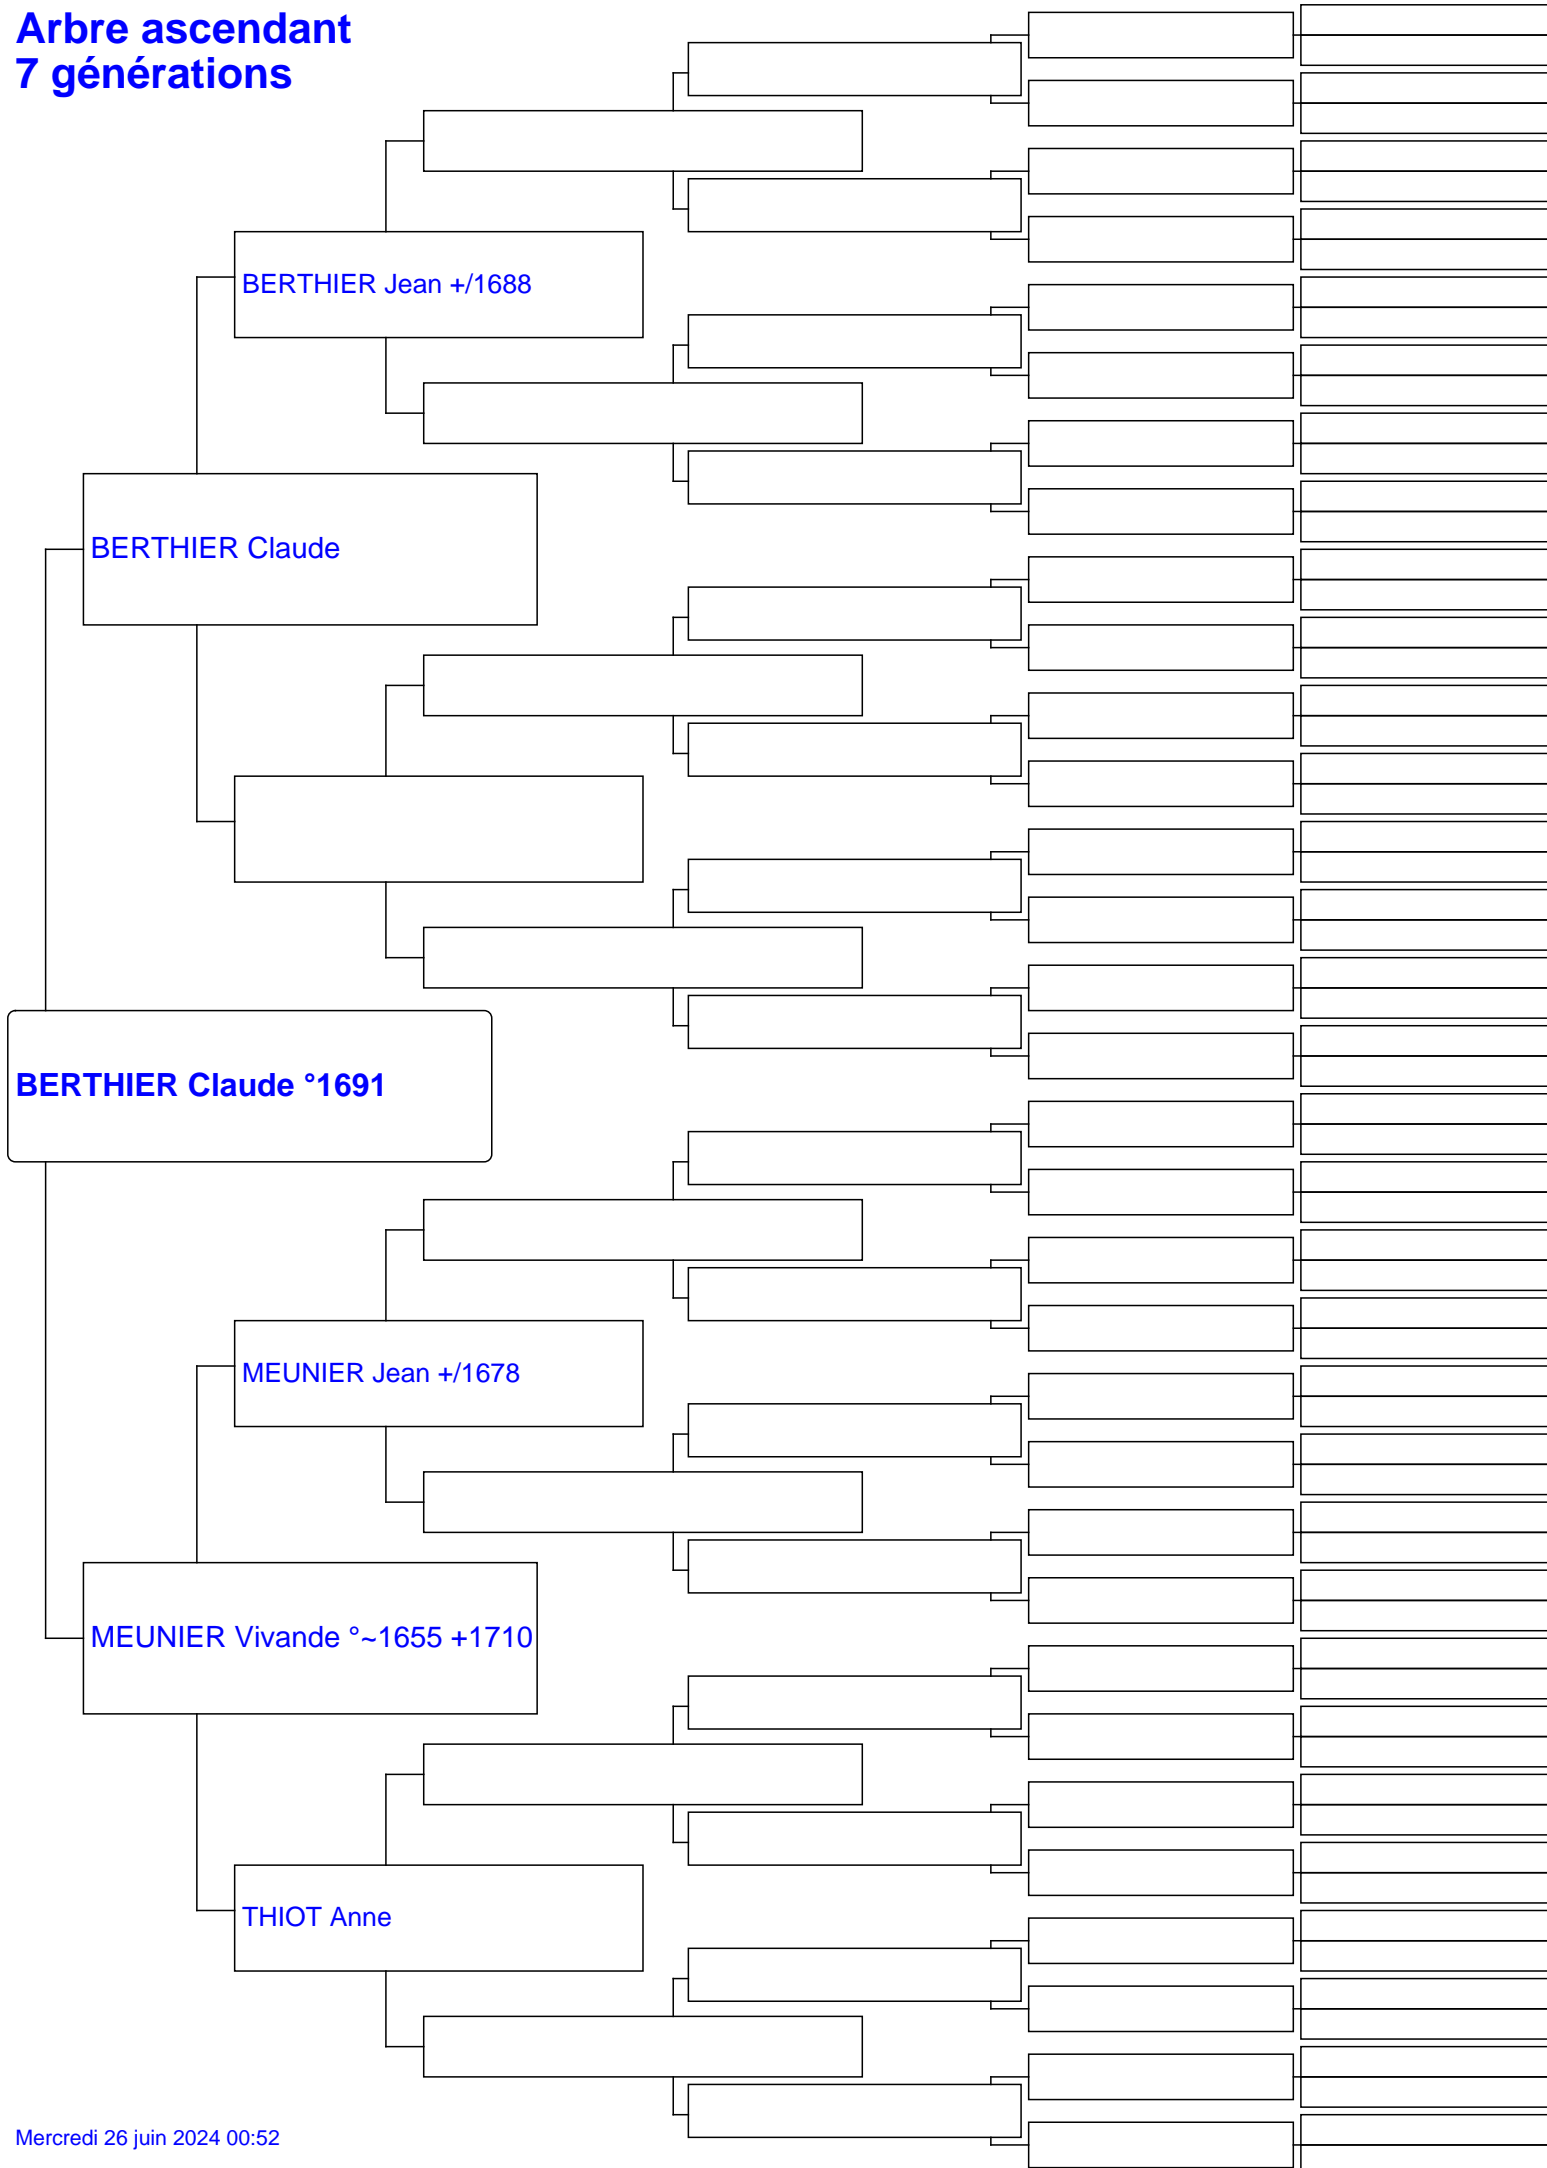 Arbre ascendant
7 générations
BERTHIER Jean +/1688
BERTHIER Claude
BERTHIER Claude °1691
MEUNIER Jean +/1678
MEUNIER Vivande °~1655 +1710
THIOT Anne
Mercredi 26 juin 2024 00:52